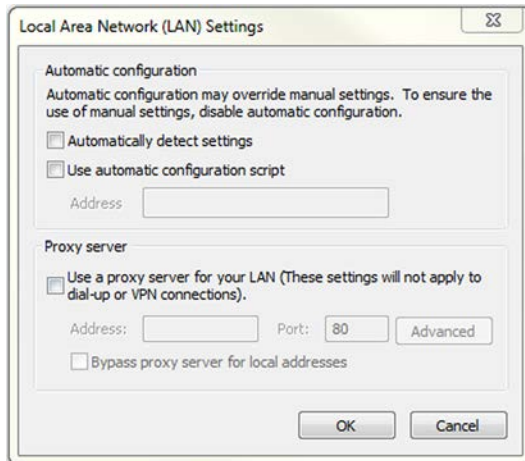 Local Area Network (LAN) Settings
Automatic configuration
Automatic configuration may override manual settings. To ensure the
use of manual settings, disable automatic configuration.
Automatically detect settings
Use automatic configuration script
Address
Proxy server
Use a proxy server for your LAN (These settings will not apply to
dial-up or VPN connections).
Address: Port: 80 Advanced
Bypass proxy server for local addresses
OK Cancel